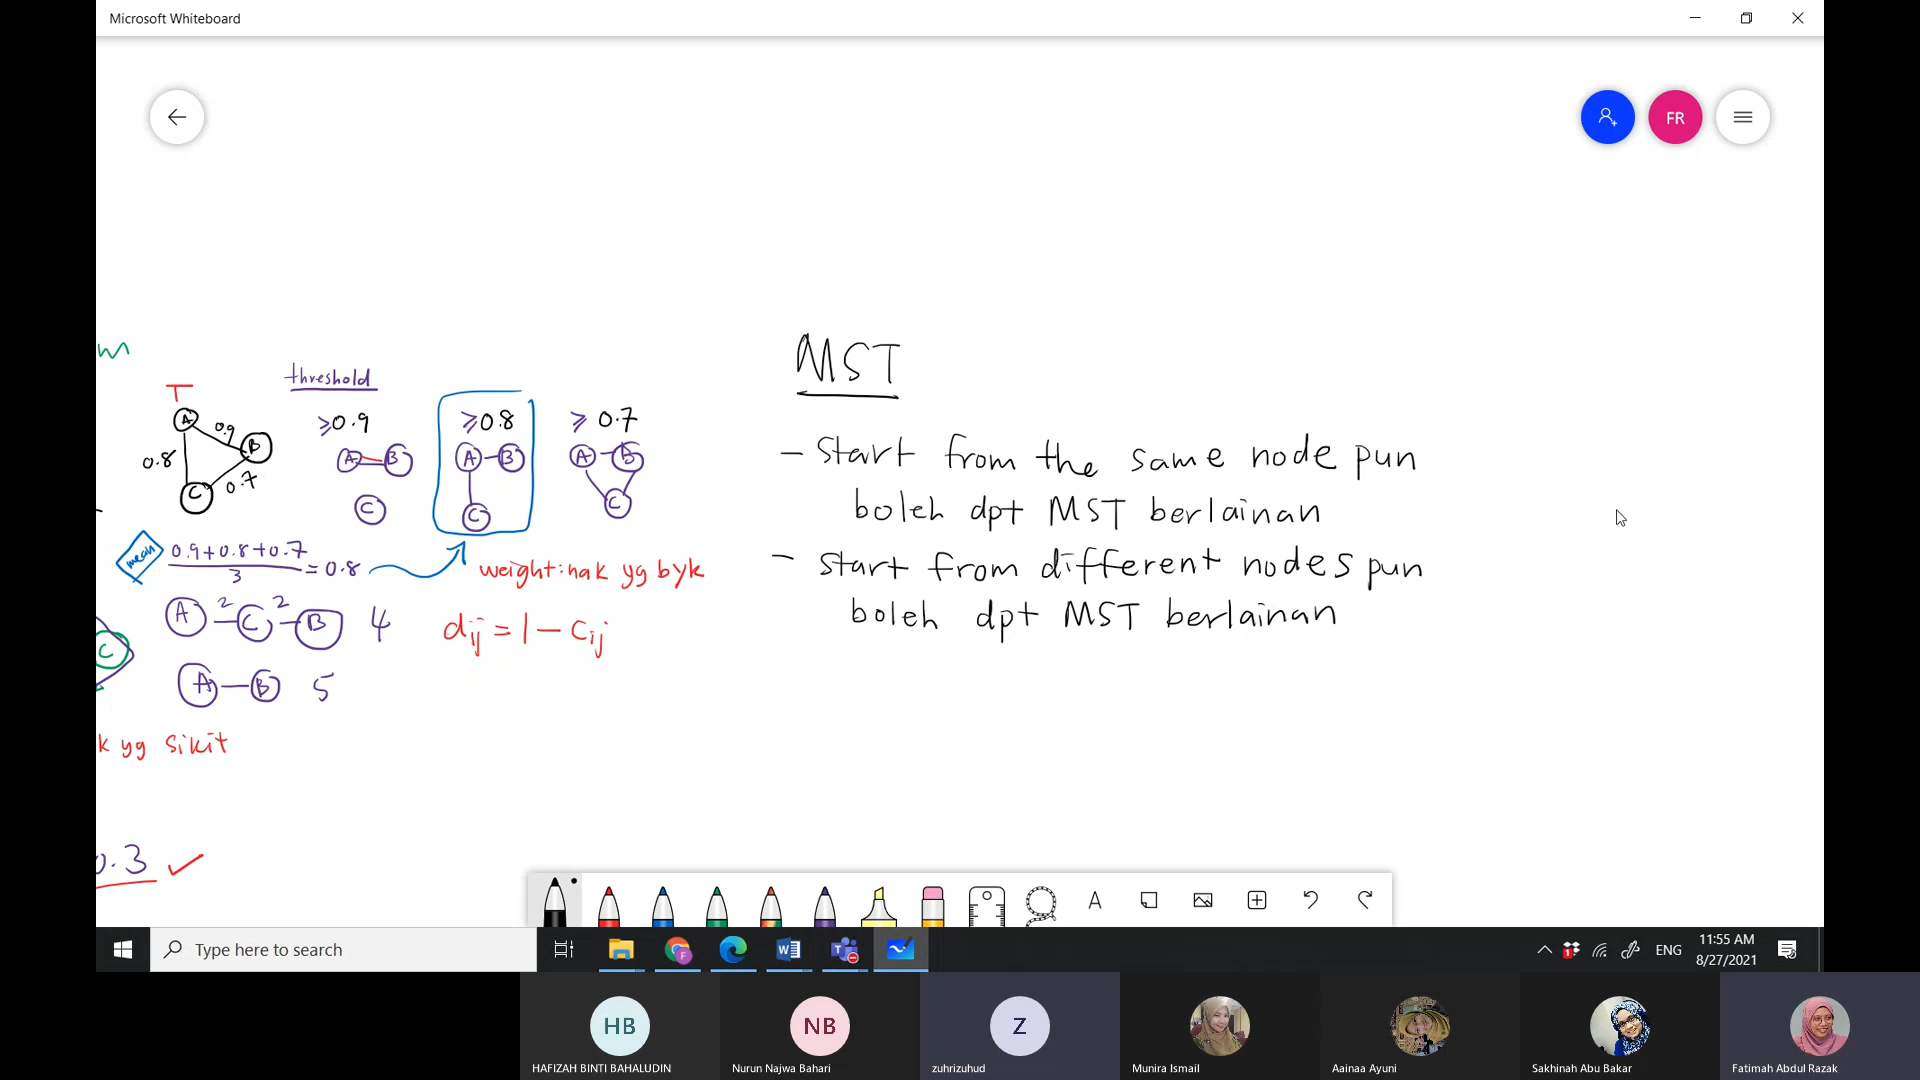 Microsoft Whiteboard
FR
m
T
A
0.9
B
0.8
C
0.7
threshold
≥0.9
A B
C
≥0.8
A B
C
≥ 0.7
A B
C
mean
0.9+0.8+0.7
3
=0.8
A 2 C 2 B 4
A B 5
C
k yg sikit
0.3
weight: nak yg byk
dij = 1 - cij
MST
- Start from the same node pun
boleh dpt MST berlainan
- Start from different nodes pun
boleh dpt MST berlainan
A
Type here to search
1
ENG
11:55 AM
8/27/2021
HB
NB
Z
HAFIZAH BINTI BAHALUDIN
Nurun Najwa Bahari
zuhrizuhud
Munira Ismail
Aainaa Ayuni
Sakhinah Abu Bakar
Fatimah Abdul Razak